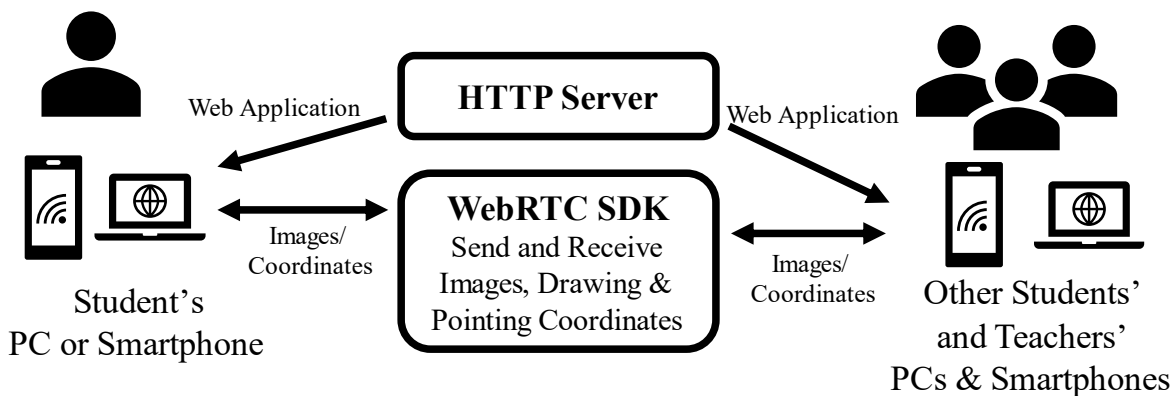 HTTP Server
Web Application
Web Application
WebRTC SDK
Send and Receive
Images, Drawing &
Pointing Coordinates
Images/
Coordinates
Images/
Coordinates
Student’s
PC or Smartphone
Other Students’
and Teachers’
PCs & Smartphones